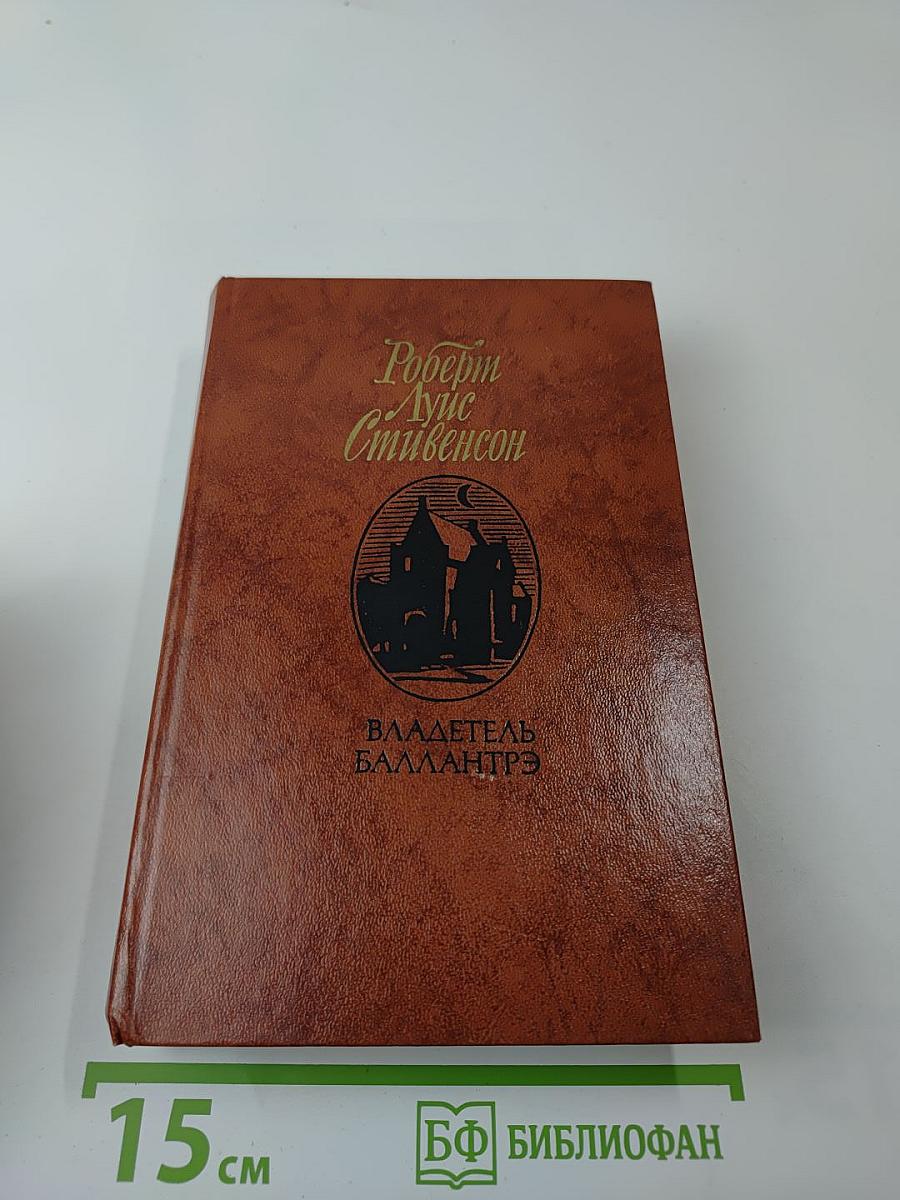 Роберт
Луис
Стивенсон
ВЛАДЕТЕЛЬ
БАЛЛАНТРЭ
15 см
БФ БИБЛИОФАН